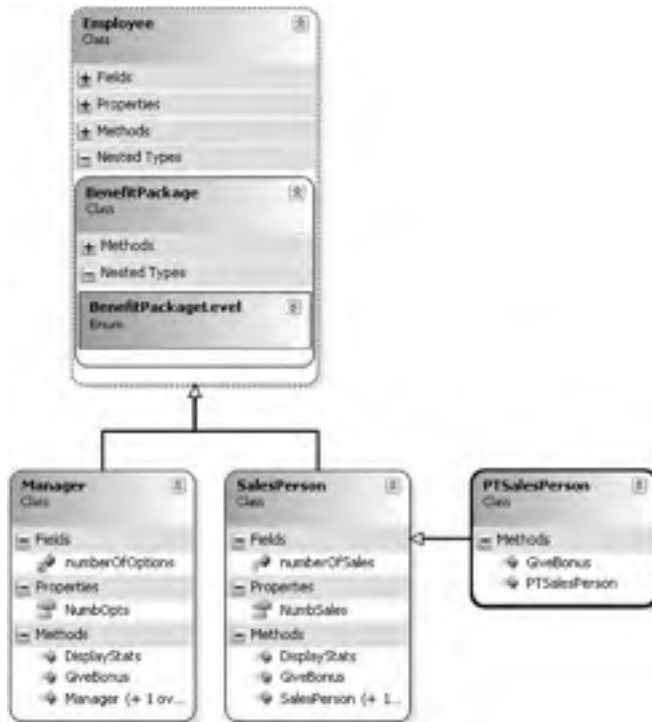 Employee
Class
Fields
Properties
Methods
Nested Types
BenefitPackage
Class
Methods
Nested Types
BenefitPackageLevel
Enum
Manager
Class
Fields
numberOfOptions
Properties
NumbOpts
Methods
DisplayStats
GiveBonus
Manager (+ 1 ov...
SalesPerson
Class
Fields
numberOfSales
Properties
NumbSales
Methods
DisplayStats
GiveBonus
SalesPerson (+ 1...
PTSalesPerson
Class
Methods
GiveBonus
PTSalesPerson